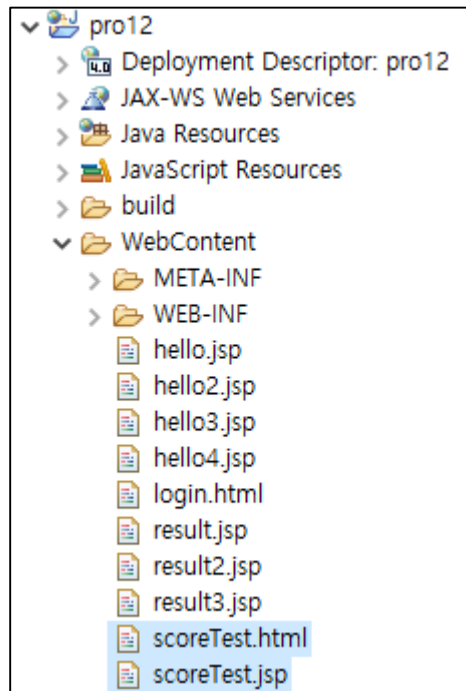 pro12
4.0
Deployment Descriptor: pro12
JAX-WS Web Services
Java Resources
JavaScript Resources
build
WebContent
META-INF
WEB-INF
hello.jsp
hello2.jsp
hello3.jsp
hello4.jsp
login.html
result.jsp
result2.jsp
result3.jsp
scoreTest.html
scoreTest.jsp